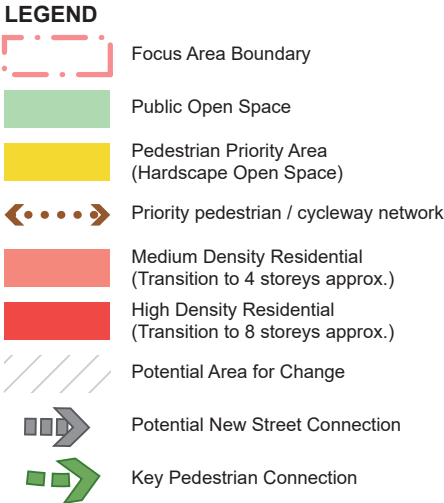 LEGEND
Focus Area Boundary
Public Open Space
Pedestrian Priority Area
(Hardscape Open Space)
Priority pedestrian / cycleway network
Medium Density Residential
(Transition to 4 storeys approx.)
High Density Residential
(Transition to 8 storeys approx.)
Potential Area for Change
Potential New Street Connection
Key Pedestrian Connection